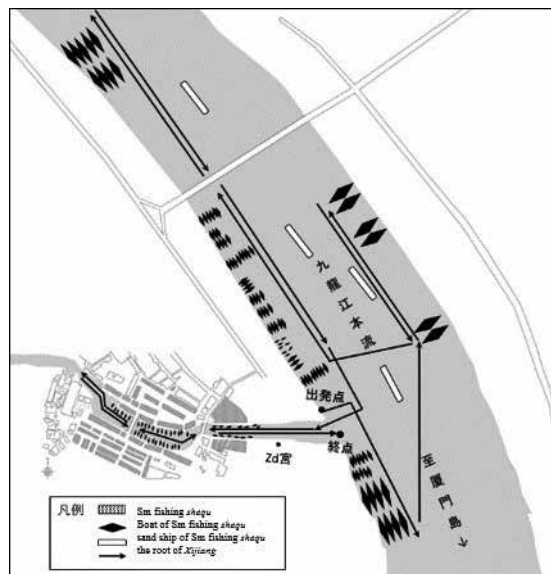 九龍江本流
出発点
Zd宮
終点
至厦門島↓
凡例
Sm fishing shequ
Boat of Sm fishing shequ
sand ship of Sm fishing shequ
the root of Xijiang